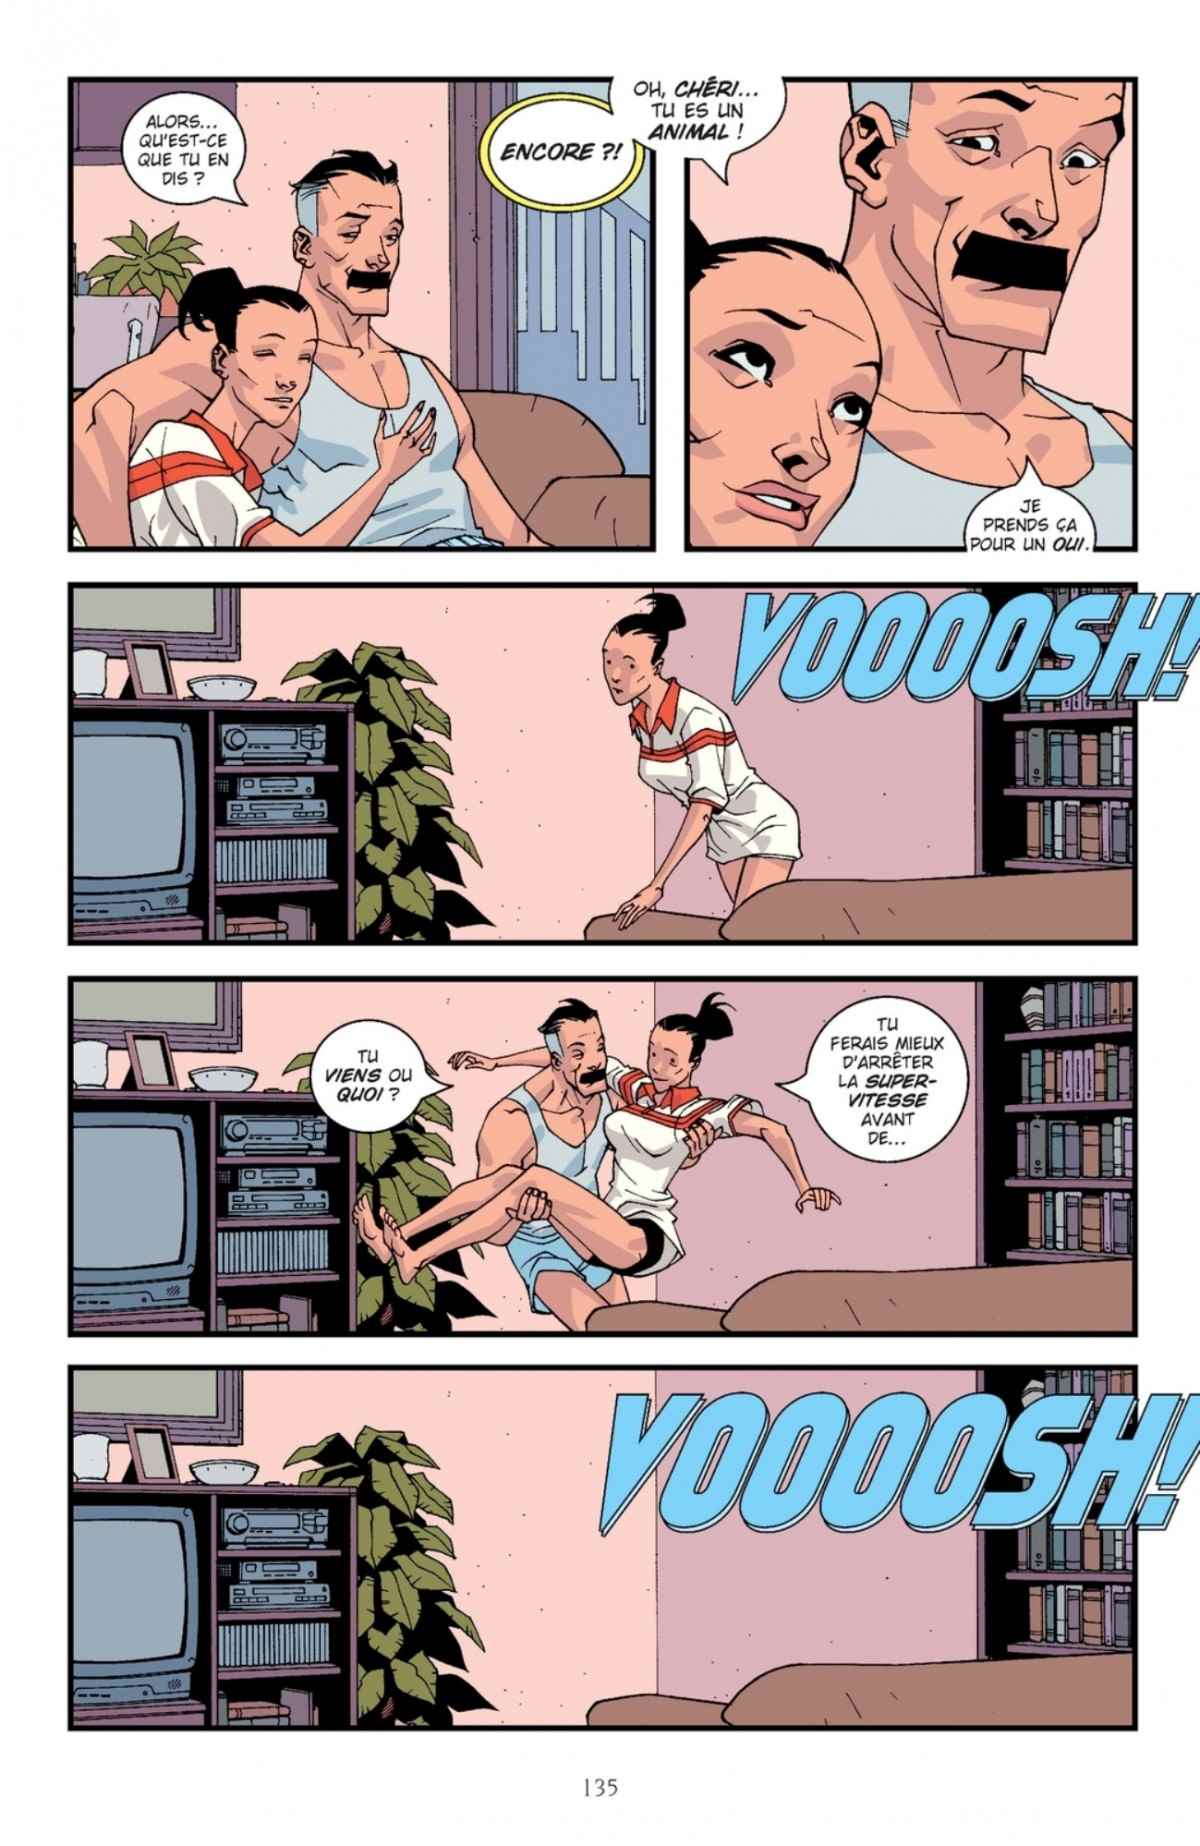 ALORS...
QU'EST-CE
QUE TU EN
DIS ?
ENCORE ?!
OH, CHÉRI...
TU ES UN
ANIMAL !
JE
PRENDS ÇA
POUR UN OUI.
VOOOOSH!
TU
VIENS OU
QUOI ?
TU
FERAIS MIEUX
D'ARRÊTER
LA SUPER-
VITESSE
AVANT
DE...
VOOOOSH!
135